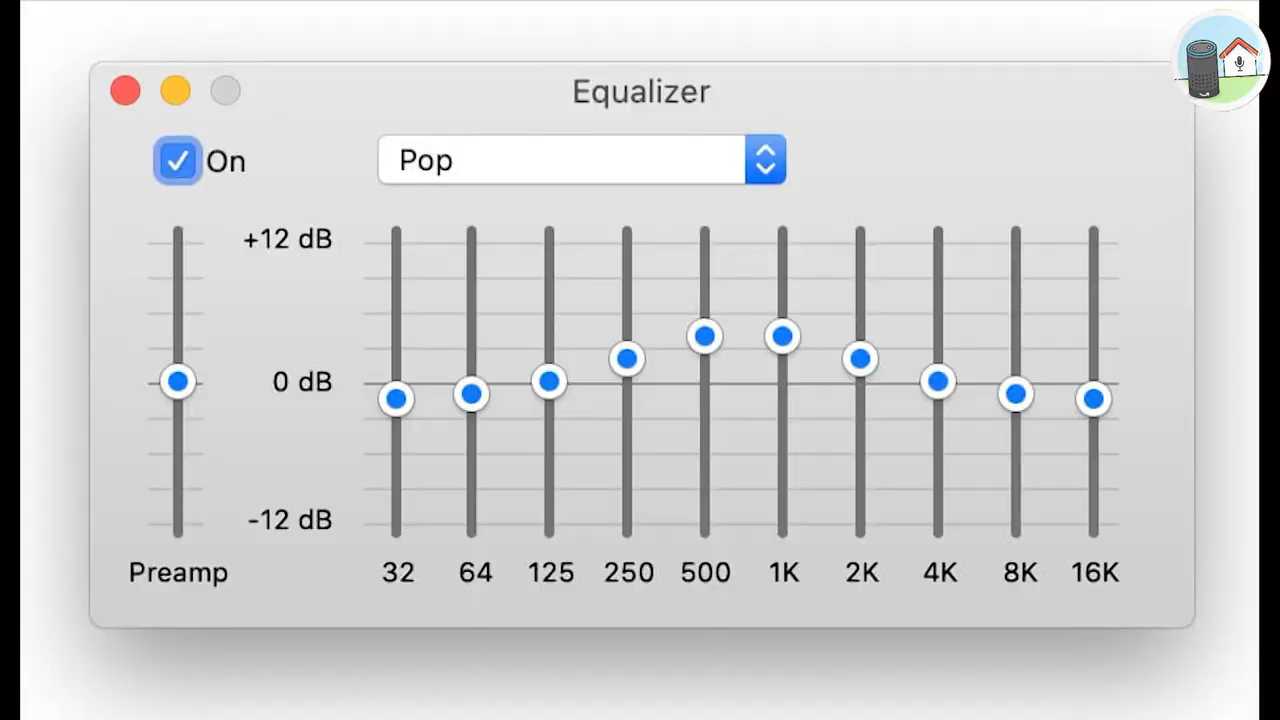 Equalizer
On
Pop
+12 dB
0 dB
-12 dB
Preamp 32 64 125 250 500 1K 2K 4K 8K 16K